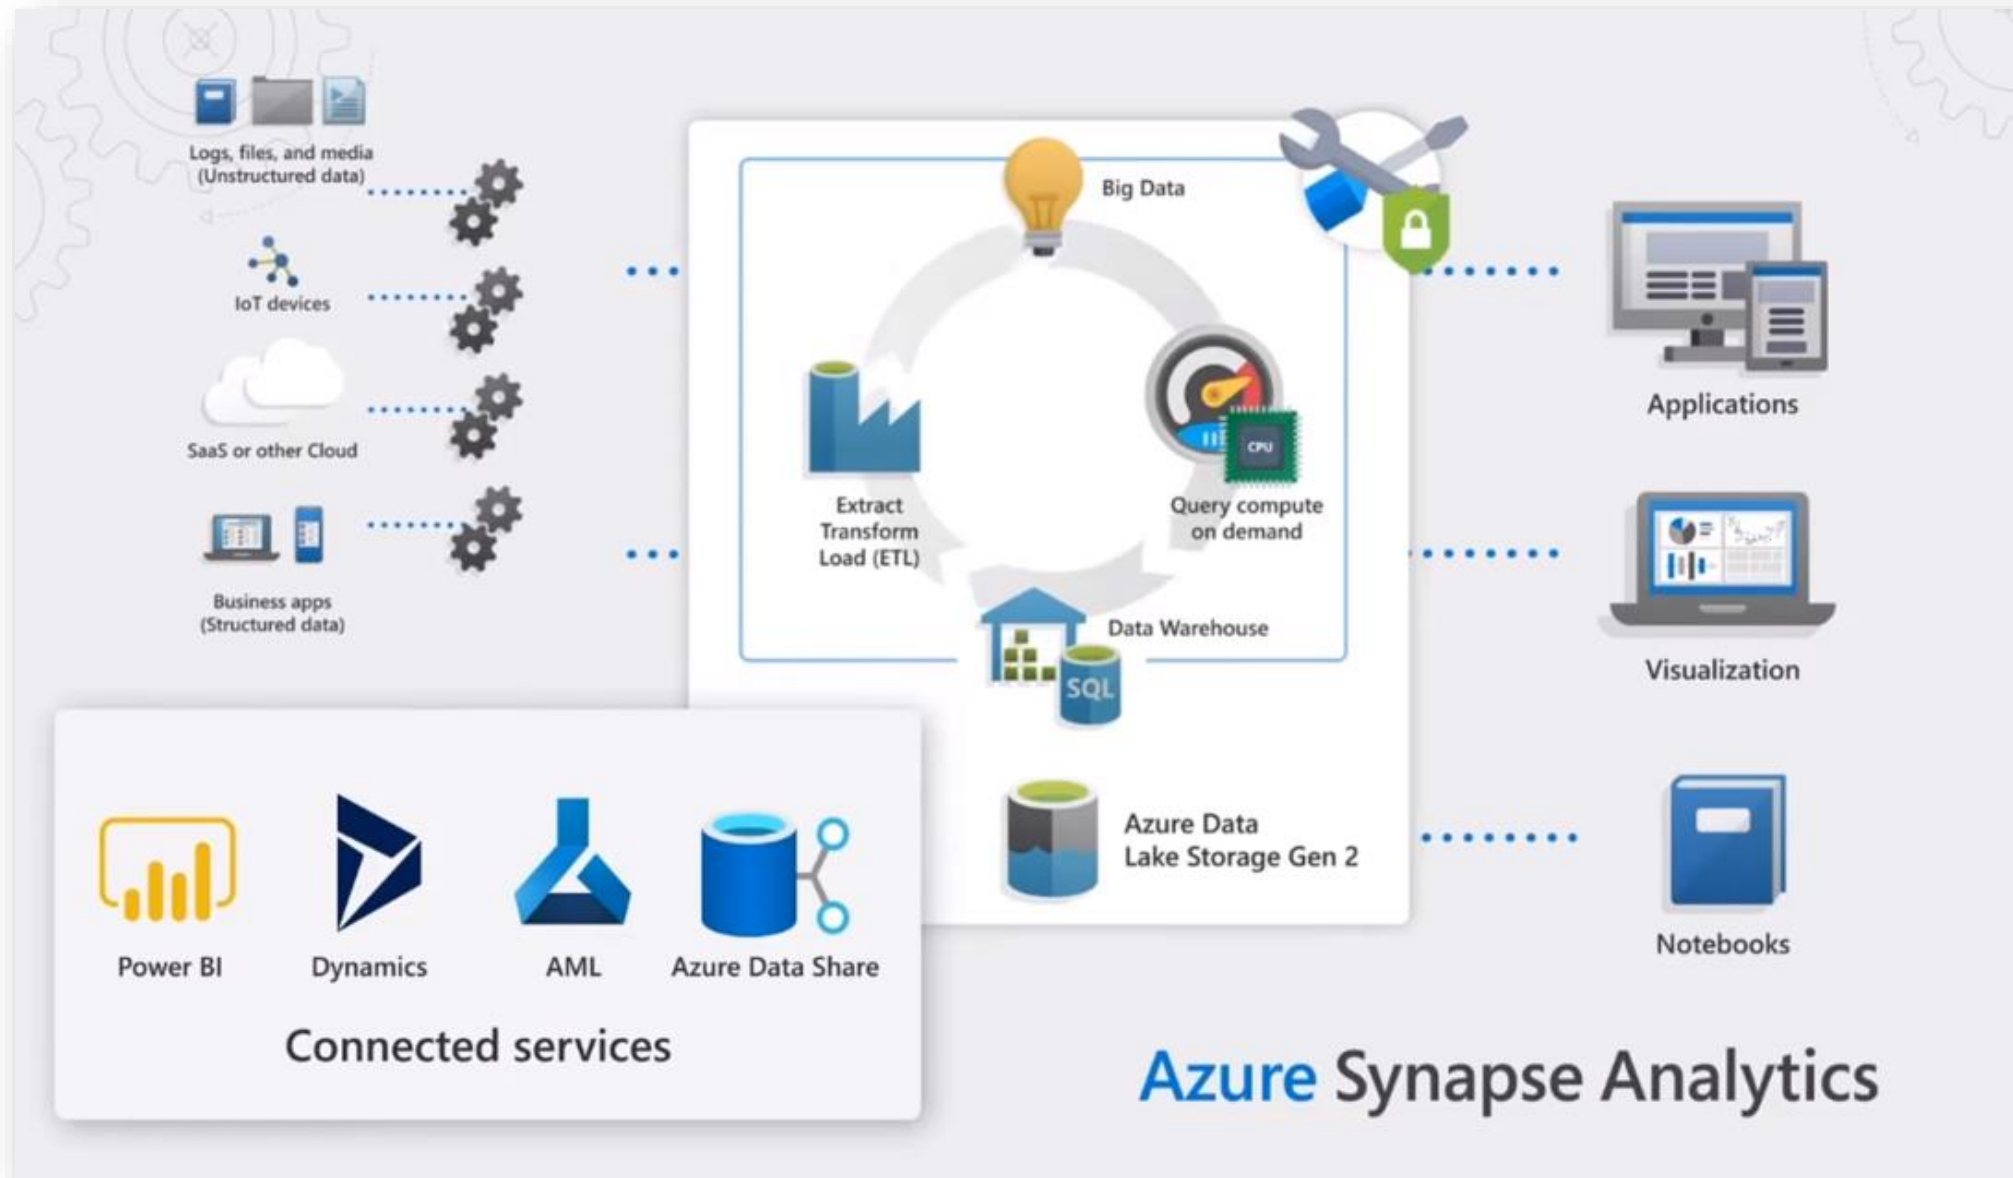 Logs, files, and media
(Unstructured data)
IoT devices
SaaS or other Cloud
Business apps
(Structured data)
Big Data
Extract
Transform
Load (ETL)
CPU
Query compute
on demand
Data Warehouse
SQL
Azure Data
Lake Storage Gen 2
Applications
Visualization
Notebooks
Power BI
Dynamics
AML
Azure Data Share
Connected services
Azure Synapse Analytics